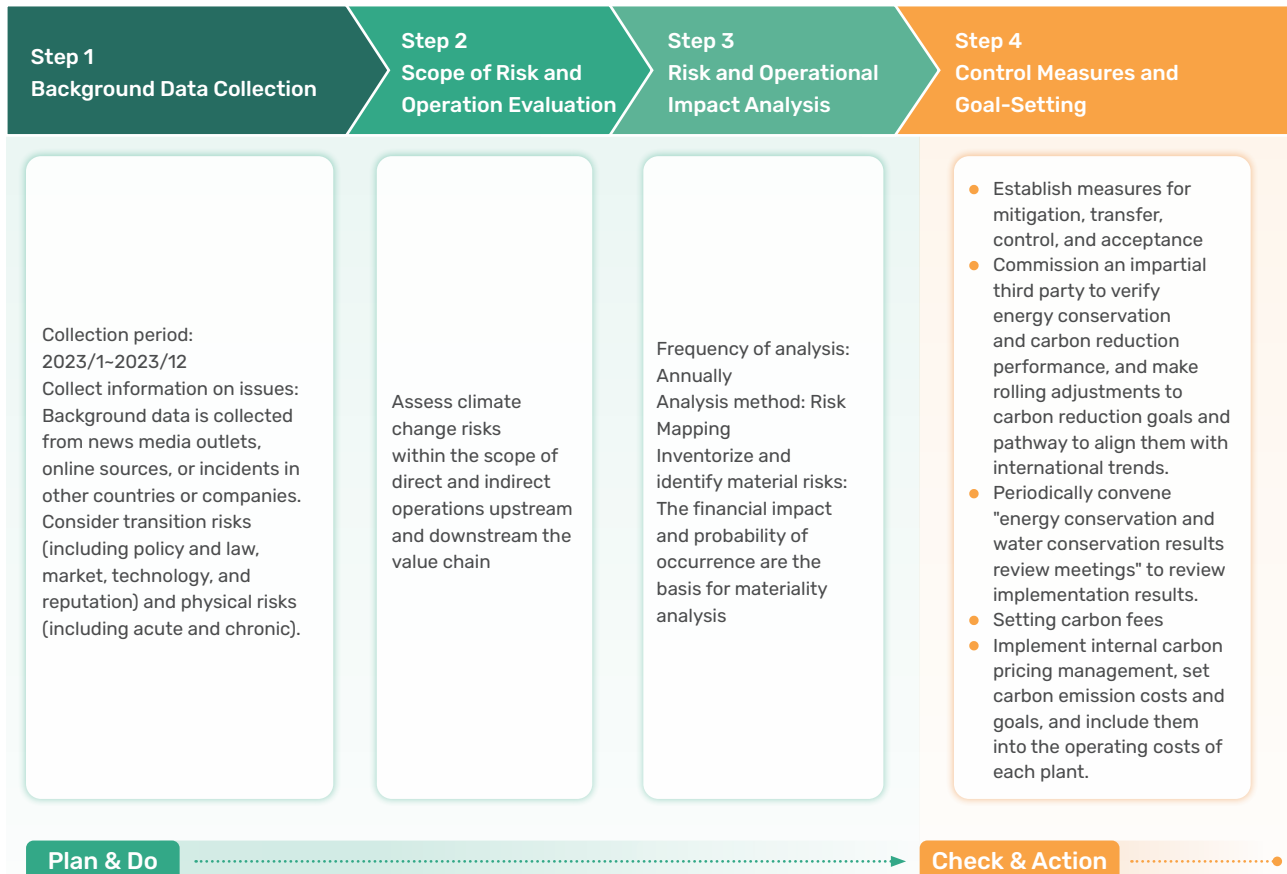 Step 1
Background Data Collection
Step 2
Scope of Risk and
Operation Evaluation
Step 3
Risk and Operational
Impact Analysis
Step 4
Control Measures and
Goal-Setting
Collection period:
2023/1~2023/12
Collect information on issues:
Background data is collected
from news media outlets,
online sources, or incidents in
other countries or companies.
Consider transition risks
(including policy and law,
market, technology, and
reputation) and physical risks
(including acute and chronic).
Assess climate
change risks
within the scope of
direct and indirect
operations upstream
and downstream the
value chain
Frequency of analysis:
Annually
Analysis method: Risk
Mapping
Inventorize and
identify material risks:
The financial impact
and probability of
occurrence are the
basis for materiality
analysis
● Establish measures for
mitigation, transfer,
control, and acceptance
● Commission an impartial
third party to verify
energy conservation
and carbon reduction
performance, and make
rolling adjustments to
carbon reduction goals and
pathway to align them with
international trends.
● Periodically convene
"energy conservation and
water conservation results
review meetings" to review
implementation results.
● Setting carbon fees
● Implement internal carbon
pricing management, set
carbon emission costs and
goals, and include them
into the operating costs of
each plant.
Plan & Do
Check & Action